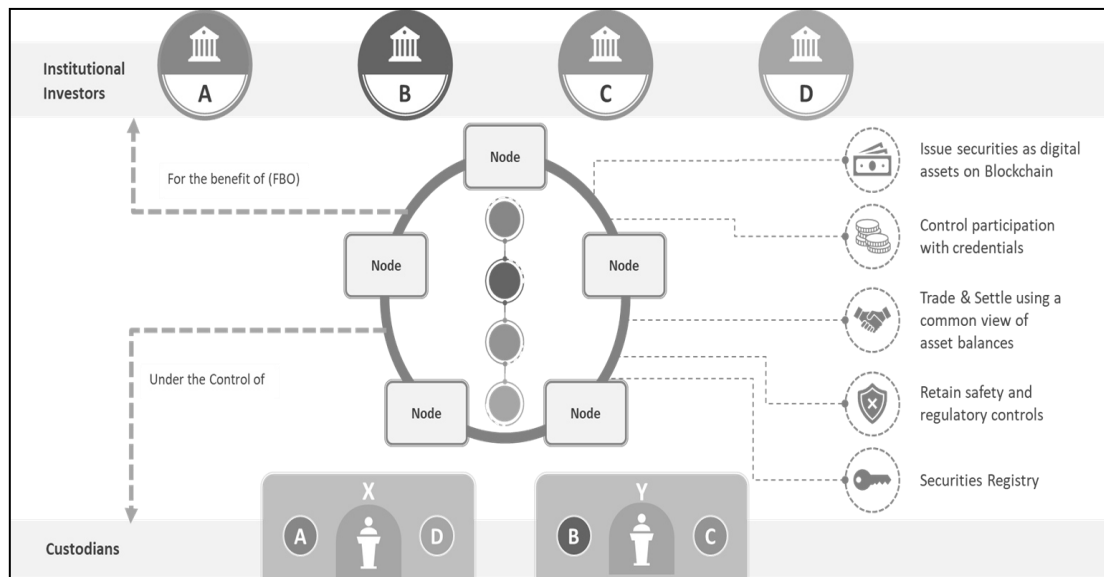 Institutional
Investors
A
B
C
D
Node
For the benefit of (FBO)
Issue securities as digital
assets on Blockchain
Control participation
with credentials
Node
Node
Trade & Settle using a
common view of
asset balances
Under the Control of
Retain safety and
regulatory controls
Node
Node
Securities Registry
X
Y
A
D
B
C
Custodians